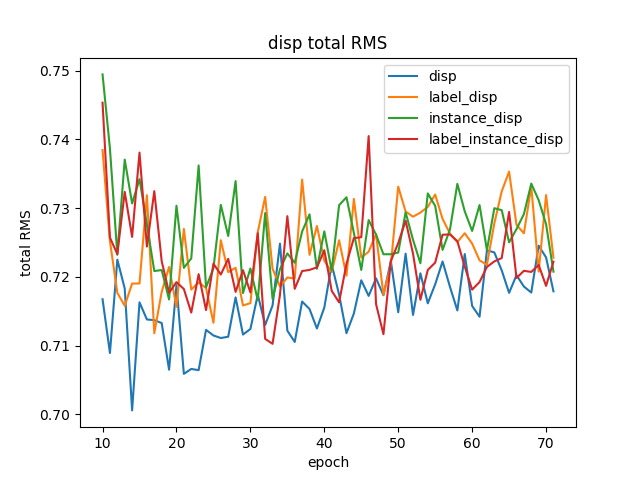 disp total RMS
total RMS
0.75
0.74
0.73
0.72
0.71
0.70
disp
label_disp
instance_disp
label_instance_disp
10
20
30
40
50
60
70
epoch